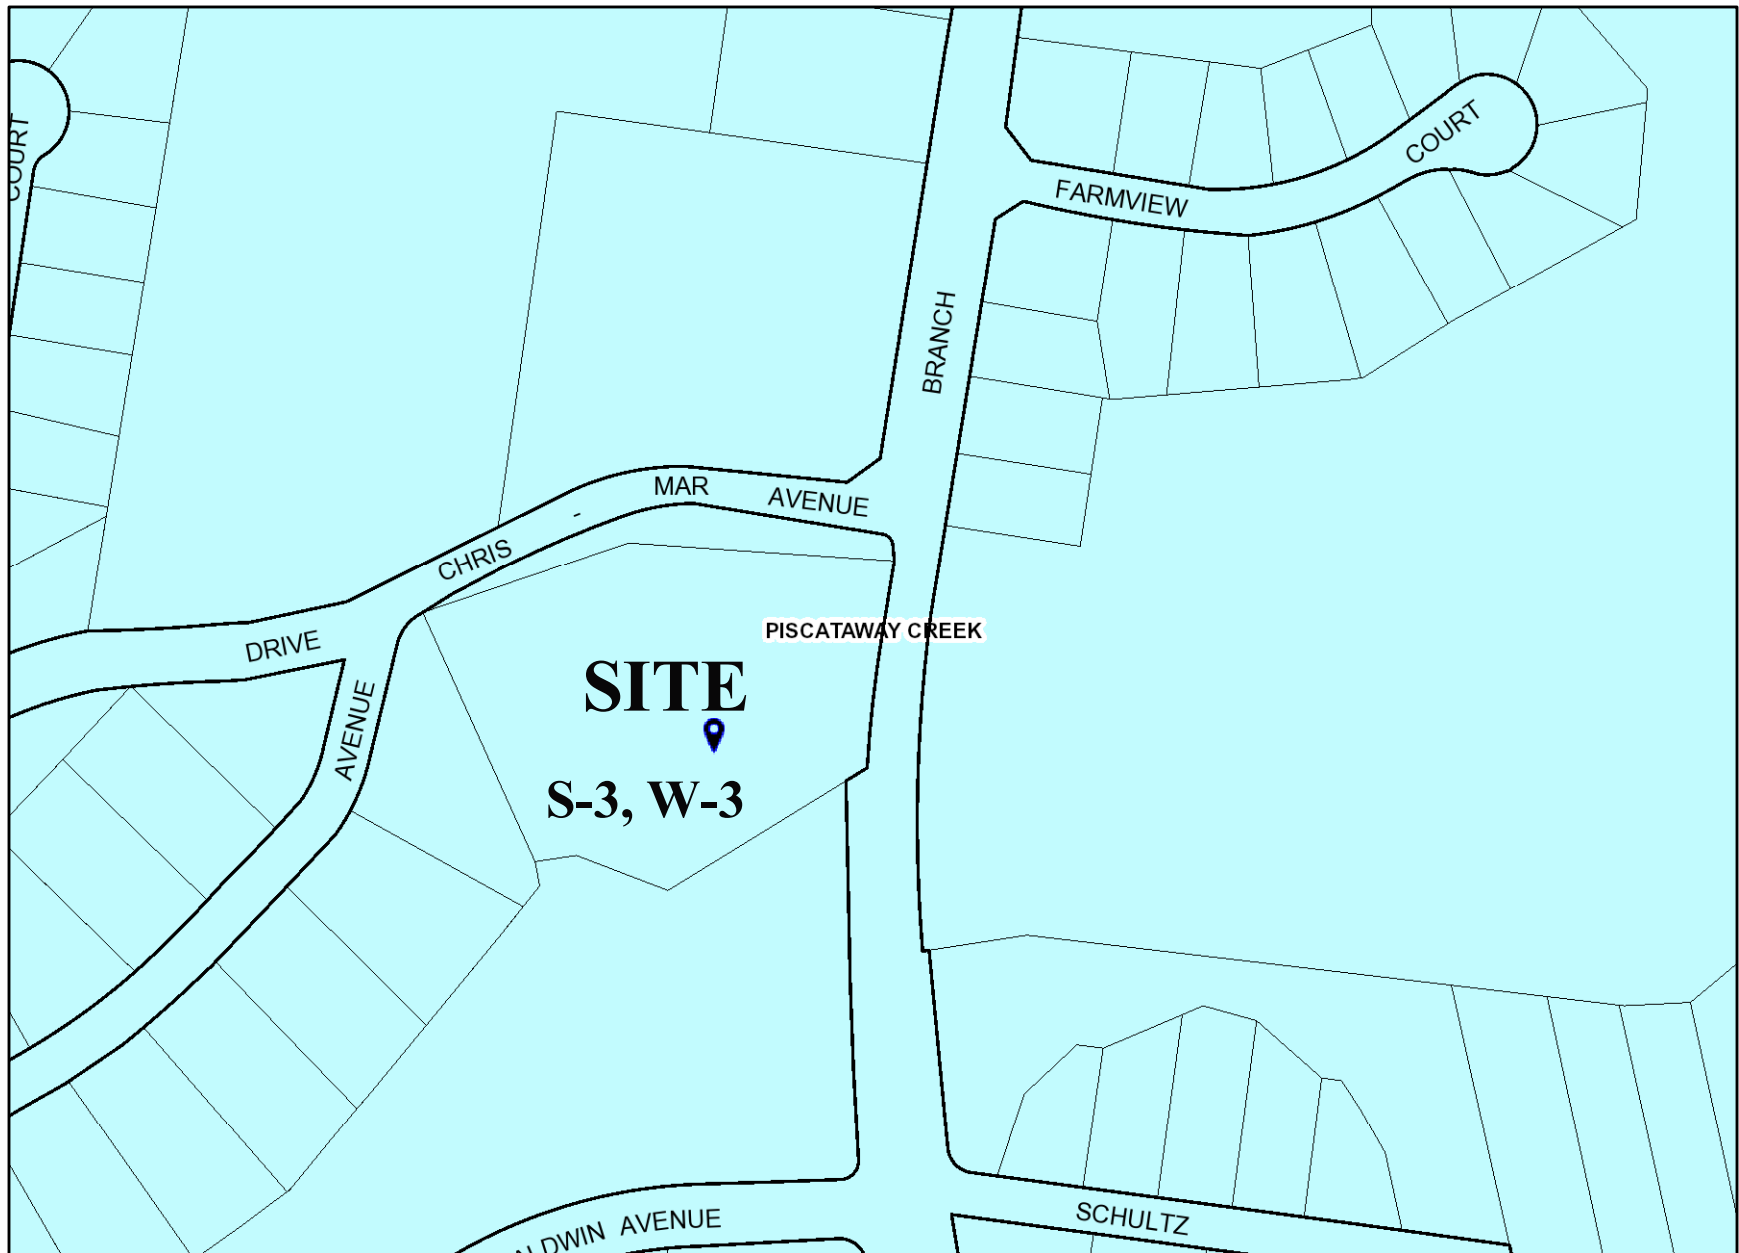 COURT
COURT
FARMVIEW
BRANCH
MAR AVENUE
-
CHRIS
DRIVE
PISCATAWAY CREEK
SITE
AVENUE
S-3, W-3
AVENUE
SCHULTZ